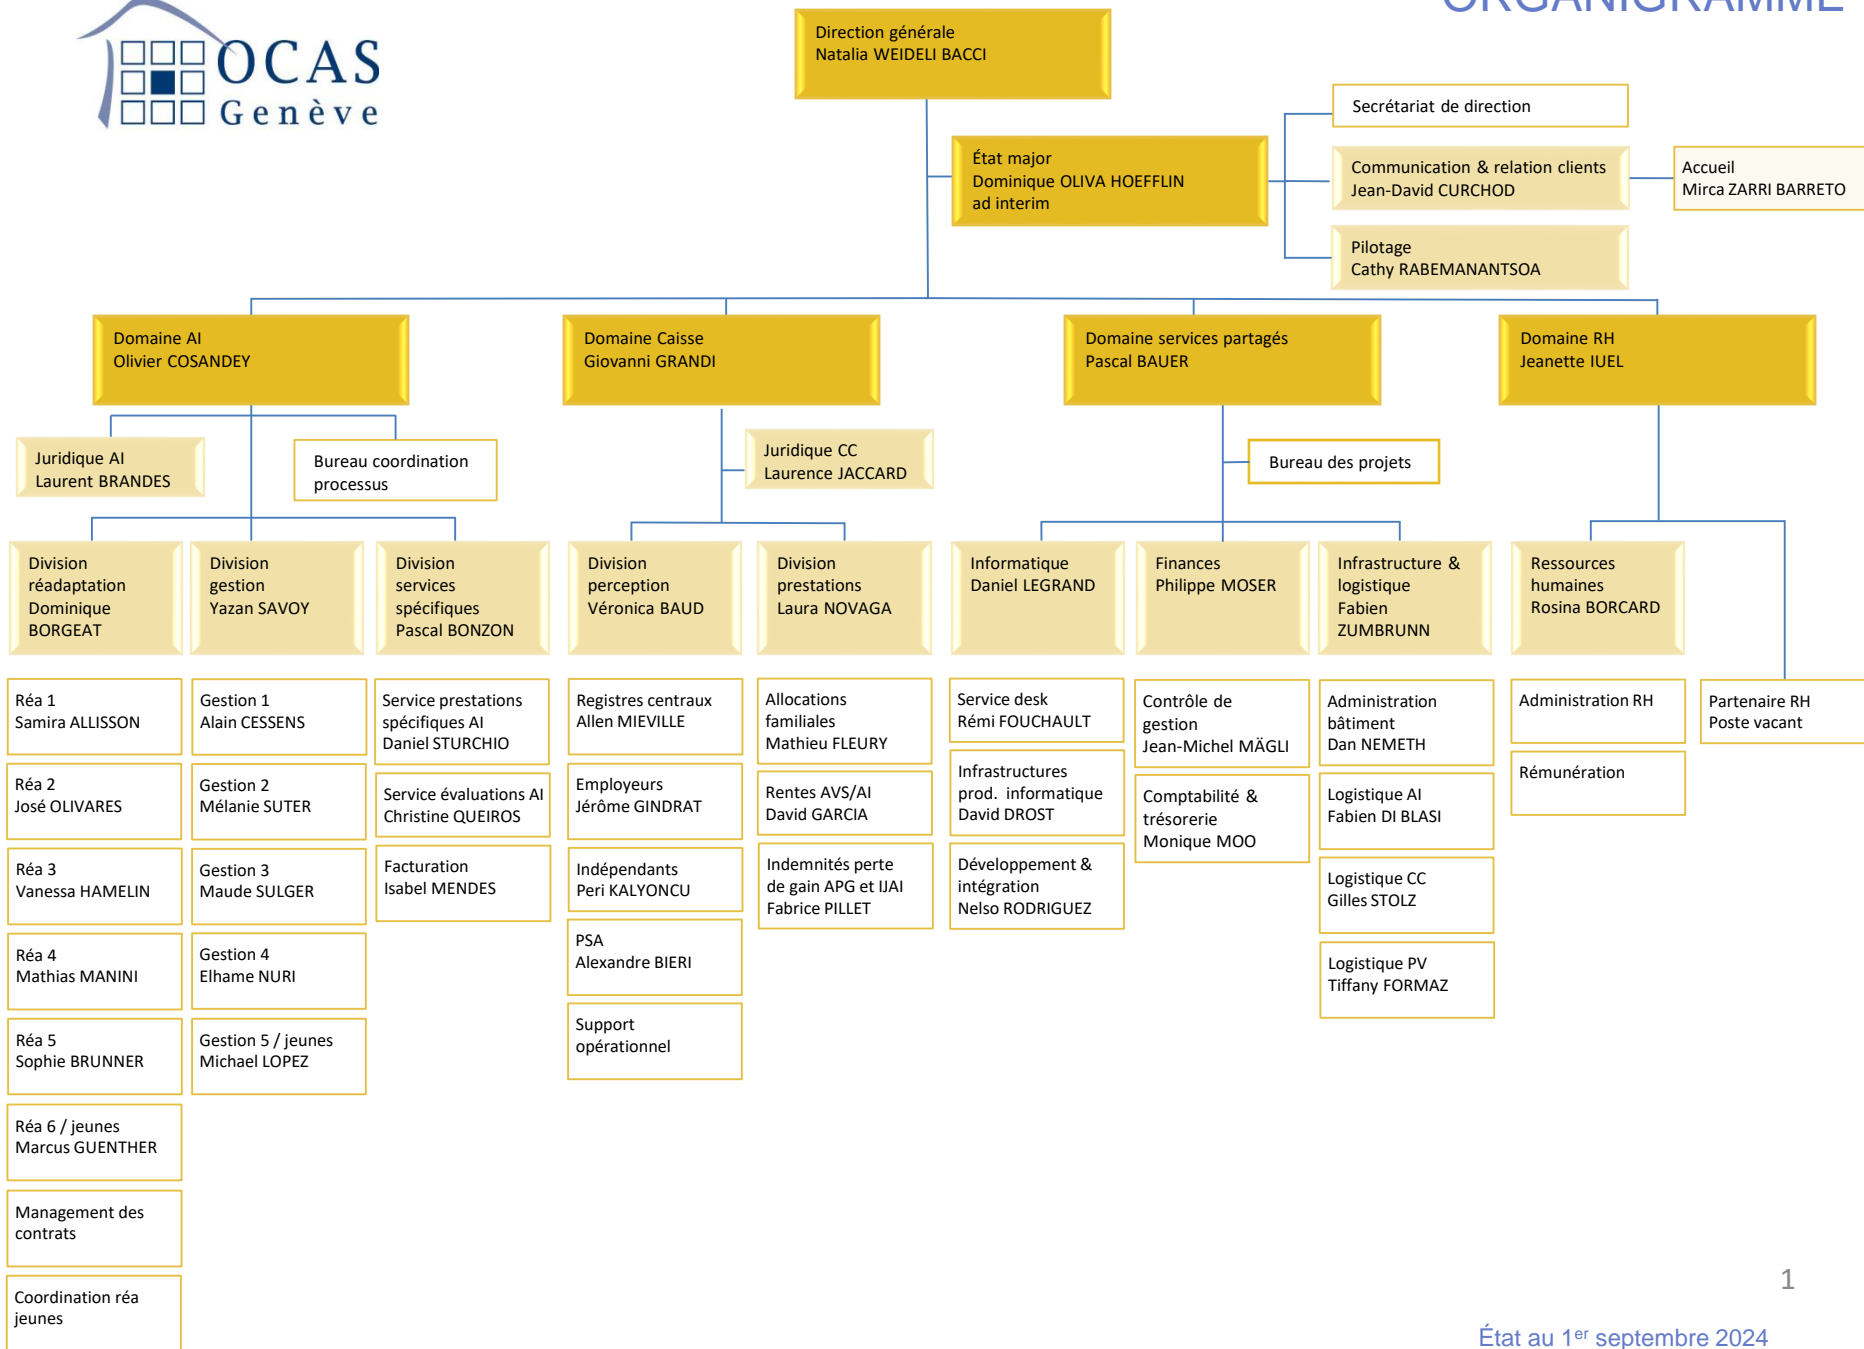 ORGANIGRAMME
OCAS
Genève
Direction générale
Natalia WEIDELI BACCI
État major
Dominique OLIVA HOEFFLIN
ad interim
Secrétariat de direction
Communication & relation clients
Jean-David CURCHOD
Accueil
Mirca ZARRI BARRETO
Pilotage
Cathy RABEMANANTSOA
Domaine AI
Olivier COSANDEY
Domaine Caisse
Giovanni GRANDI
Domaine services partagés
Pascal BAUER
Domaine RH
Jeanette IUEL
Juridique AI
Laurent BRANDES
Bureau coordination
processus
Juridique CC
Laurence JACCARD
Bureau des projets
Division
réadaptation
Dominique
BORGEAT
Division
gestion
Yazan SAVOY
Division
services
spécifiques
Pascal BONZON
Division
perception
Véronica BAUD
Division
prestations
Laura NOVAGA
Informatique
Daniel LEGRAND
Finances
Philippe MOSER
Infrastructure &
logistique
Fabien
ZUMBRUNN
Ressources
humaines
Rosina BORCARD
Réa 1
Samira ALLISSON
Réa 2
José OLIVARES
Réa 3
Vanessa HAMELIN
Réa 4
Mathias MANINI
Réa 5
Sophie BRUNNER
Réa 6 / jeunes
Marcus GUENTHER
Management des
contrats
Coordination réa
jeunes
Gestion 1
Alain CESSENS
Gestion 2
Mélanie SUTER
Gestion 3
Maude SULGER
Gestion 4
Elhame NURI
Gestion 5 / jeunes
Michael LOPEZ
Service prestations
spécifiques AI
Daniel STURCHIO
Service évaluations AI
Christine QUEIROS
Facturation
Isabel MENDES
Registres centraux
Allen MIEVILLE
Employeurs
Jérôme GINDRAT
Indépendants
Peri KALYONCU
PSA
Alexandre BIERI
Support
opérationnel
Allocations
familiales
Mathieu FLEURY
Rentes AVS/AI
David GARCIA
Indemnités perte
de gain APG et IJAI
Fabrice PILLET
Service desk
Rémi FOUCHAULT
Infrastructures
prod. informatique
David DROST
Développement &
intégration
Nelso RODRIGUEZ
Contrôle de
gestion
Jean-Michel MÄGLI
Comptabilité &
trésorerie
Monique MOO
Administration
bâtiment
Dan NEMETH
Logistique AI
Fabien DI BLASI
Logistique CC
Gilles STOLZ
Logistique PV
Tiffany FORMAZ
Administration RH
Rémunération
Partenaire RH
Poste vacant
1
État au 1er septembre 2024